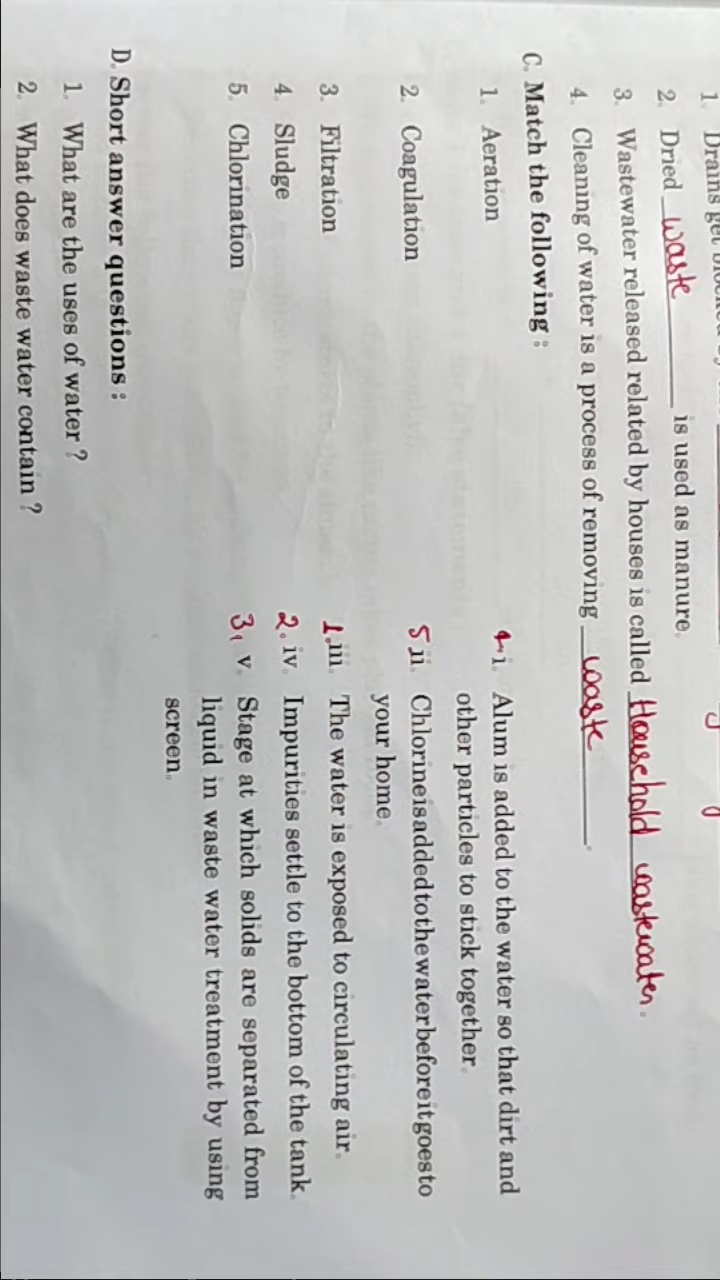 1. Drains get
2. Dried waste is used as manure.
3. Wastewater released related by houses is called Household wastewater.
4. Cleaning of water is a process of removing waste.
C. Match the following :
1. Aeration 4 i. Alum is added to the water so that dirt and
other particles to stick together.
2. Coagulation 5 ii. Chlorineisaddedtothewaterbeforeitgoesto
your home.
3. Filtration 1. iii. The water is exposed to circulating air.
4. Sludge 2. iv. Impurities settle to the bottom of the tank.
5. Chlorination 3. v. Stage at which solids are separated from
liquid in waste water treatment by using
screen.
D. Short answer questions :
1. What are the uses of water ?
2. What does waste water contain ?